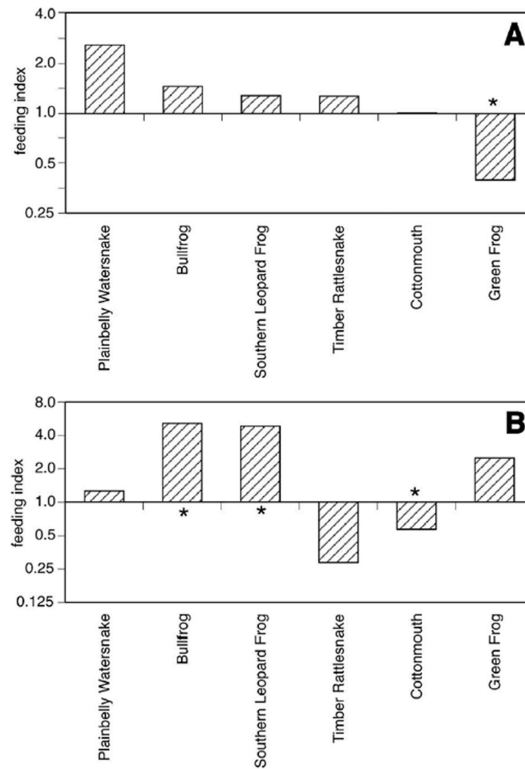 A
feeding index
4.0
2.0
1.0
0.5
0.25
*
Plainbelly Watersnake
Bullfrog
Southern Leopard Frog
Timber Rattlesnake
Cottonmouth
Green Frog
B
feeding index
8.0
4.0
2.0
1.0
0.5
0.25
0.125
* * *
Plainbelly Watersnake
Bullfrog
Southern Leopard Frog
Timber Rattlesnake
Cottonmouth
Green Frog